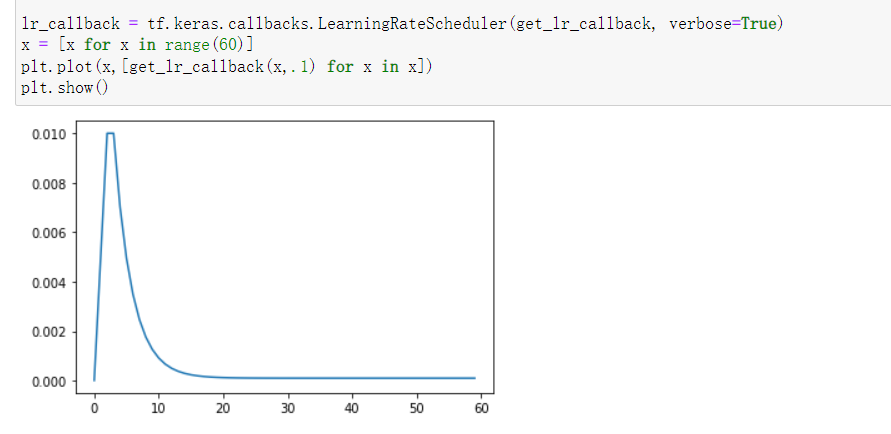 lr_callback = tf.keras.callbacks.LearningRateScheduler(get_lr_callback, verbose=True)
x = [x for x in range(60)]
plt.plot(x,[get_lr_callback(x,.1) for x in x])
plt.show()
0.010
0.008
0.006
0.004
0.002
0.000
0 10 20 30 40 50 60